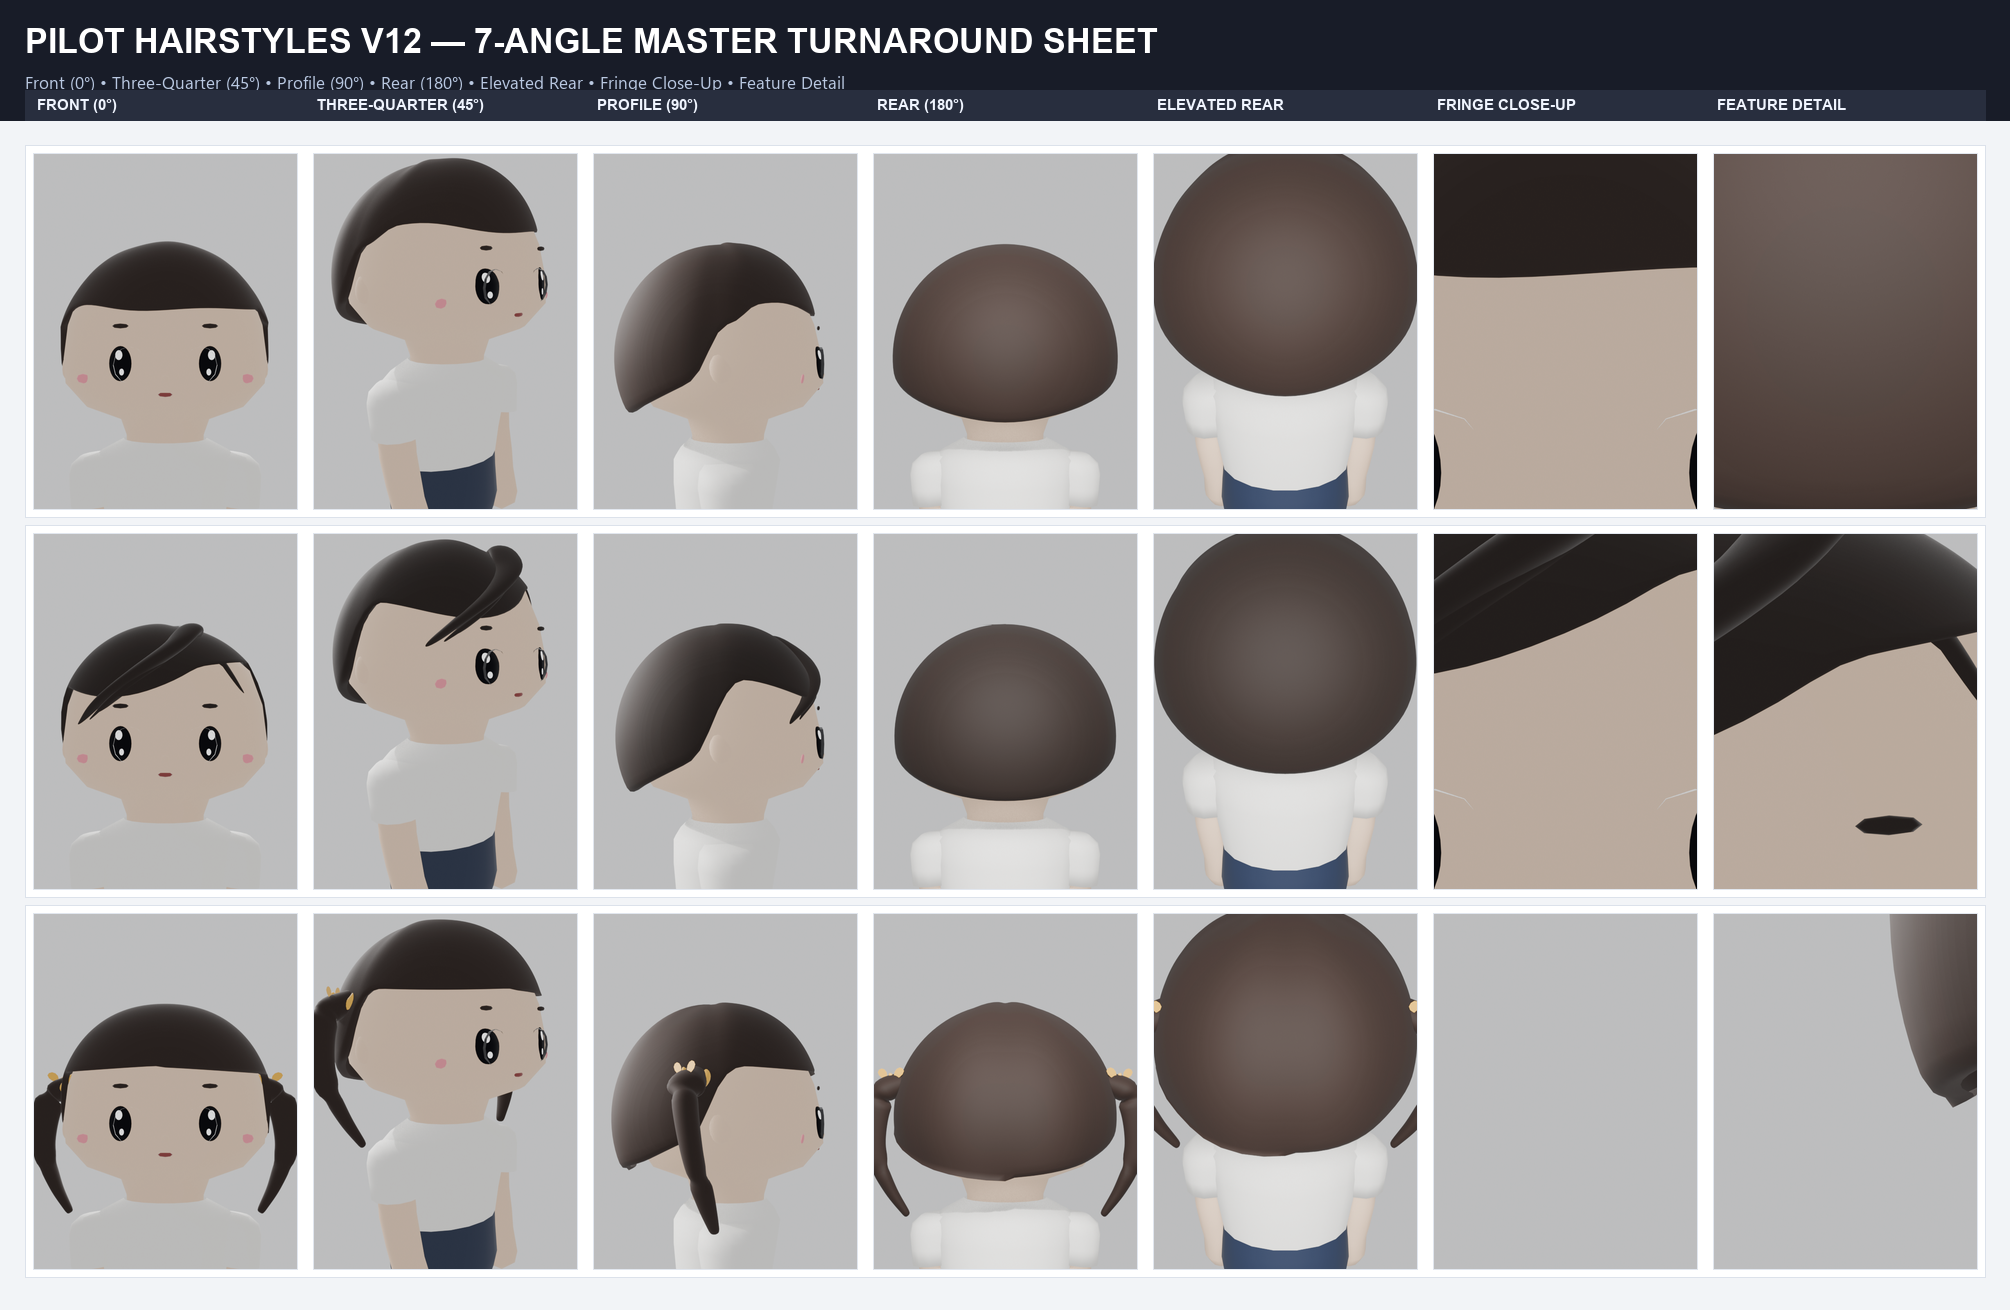 PILOT HAIRSTYLES V12 — 7-ANGLE MASTER TURNAROUND SHEET
Front (0°) • Three-Quarter (45°) • Profile (90°) • Rear (180°) • Elevated Rear • Fringe Close-Up • Feature Detail
FRONT (0°) THREE-QUARTER (45°) PROFILE (90°) REAR (180°) ELEVATED REAR FRINGE CLOSE-UP FEATURE DETAIL